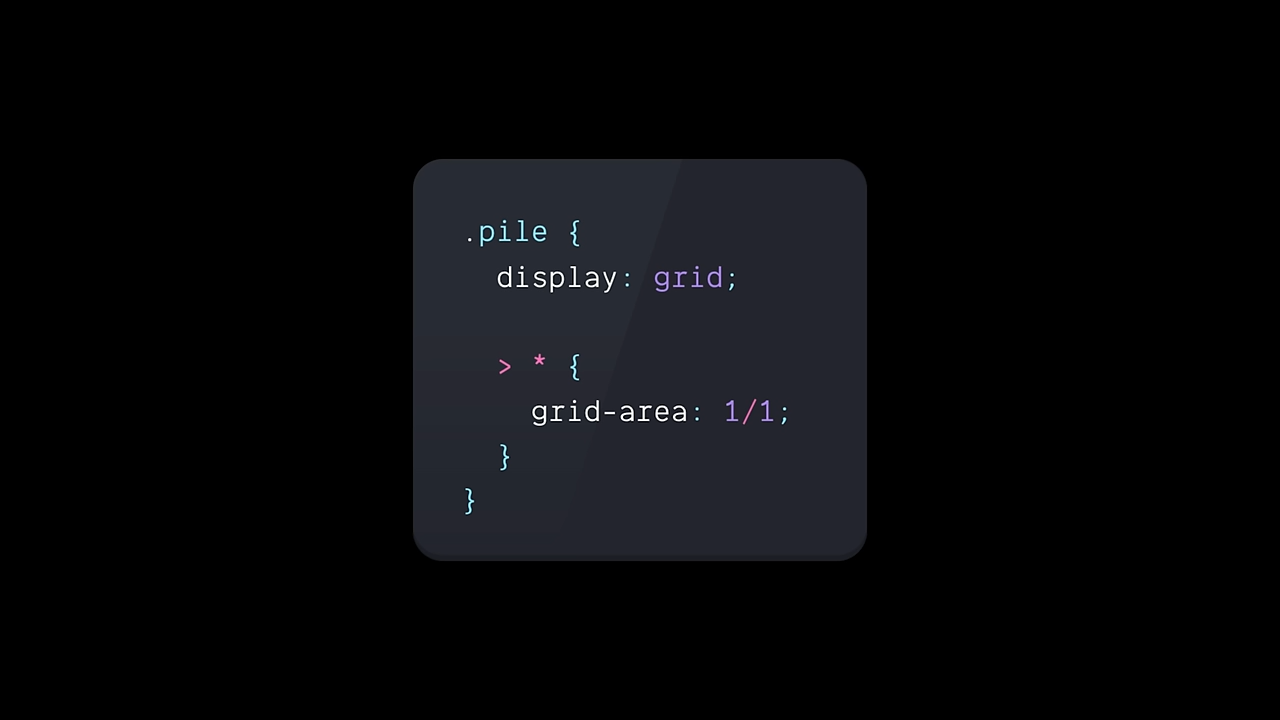 .pile {
  display: grid;

  > * {
    grid-area: 1/1;
  }
}